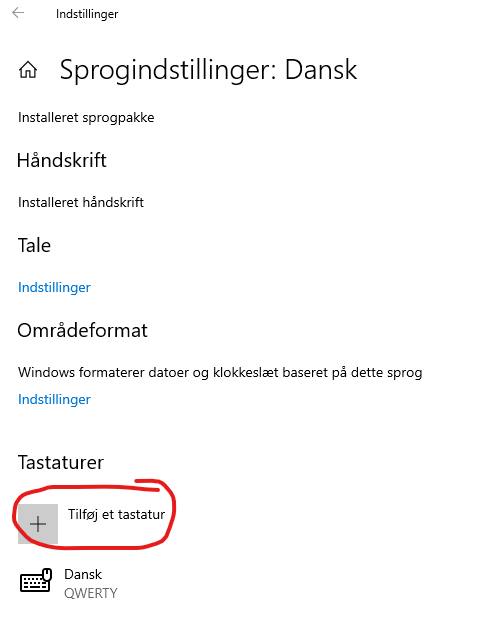 Indstillinger
Sprogindstillinger: Dansk
Installeret sprogpakke
Håndskrift
Installeret håndskrift
Tale
Indstillinger
Områdeformat
Windows formaterer datoer og klokkeslæt baseret på dette sprog
Indstillinger
Tastaturer
Tilføj et tastatur
Dansk
QWERTY